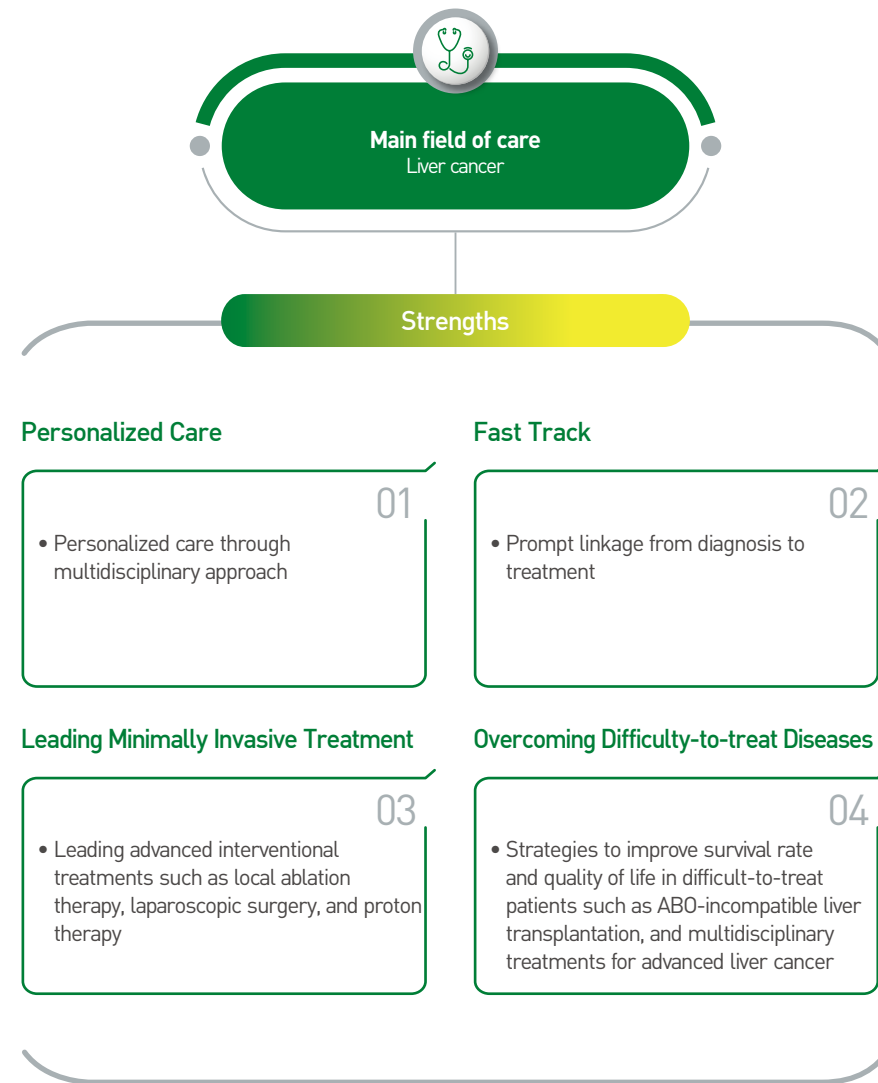 Main field of care
Liver cancer
Strengths
Personalized Care
01
• Personalized care through
multidisciplinary approach
Fast Track
02
• Prompt linkage from diagnosis to
treatment
Leading Minimally Invasive Treatment
03
• Leading advanced interventional
treatments such as local ablation
therapy, laparoscopic surgery, and proton
therapy
Overcoming Difficulty-to-treat Diseases
04
• Strategies to improve survival rate
and quality of life in difficult-to-treat
patients such as ABO-incompatible liver
transplantation, and multidisciplinary
treatments for advanced liver cancer